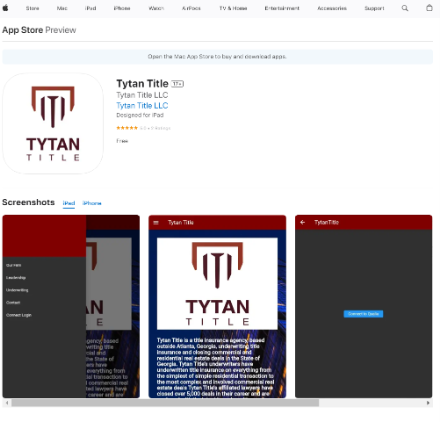 Store Mac iPad iPhone Watch AirPods TV & Home Entertainment Accessories Support
App Store Preview
Open the Mac App Store to buy and download apps.
TYTAN
TITLE
Tytan Title 17+
Tytan Title LLC
Tytan Title LLC
Designed for iPad
Free
Screenshots iPad iPhone
Our Firm
Leadership
Underwriting
Contact
Connect Login
Tytan Title
TYTAN
TITLE
Tytan Title is a title insurance agency based
outside Atlanta, Georgia, underwriting title
insurance and closing commercial and
residential real estate deals in the State of
Georgia. Tytan Title's underwriters have
underwritten title insurance on everything from
the simplest of simple residential transaction to
the most complex and involved commercial real
estate deals Tytan Title's affiliated lawyers have
closed over 5,000 deals in their career and are
TytanTitle